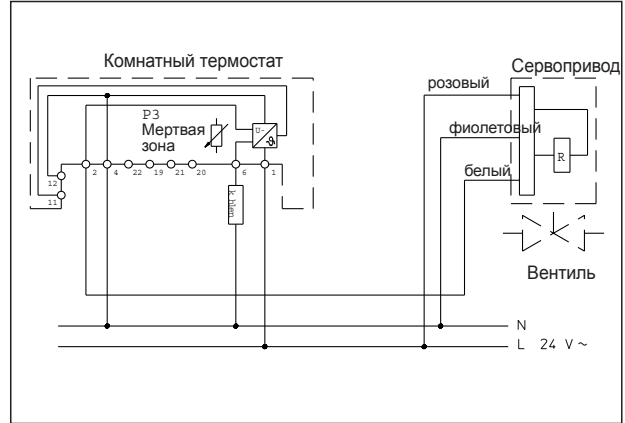 Комнатный термостат
Сервопривод
розовый
P3
Мертвая
зона
U-
фиолетовый
R
белый
12
11
2 4 22 19 21 20 6 1
Вентиль
N
L 24 V ~